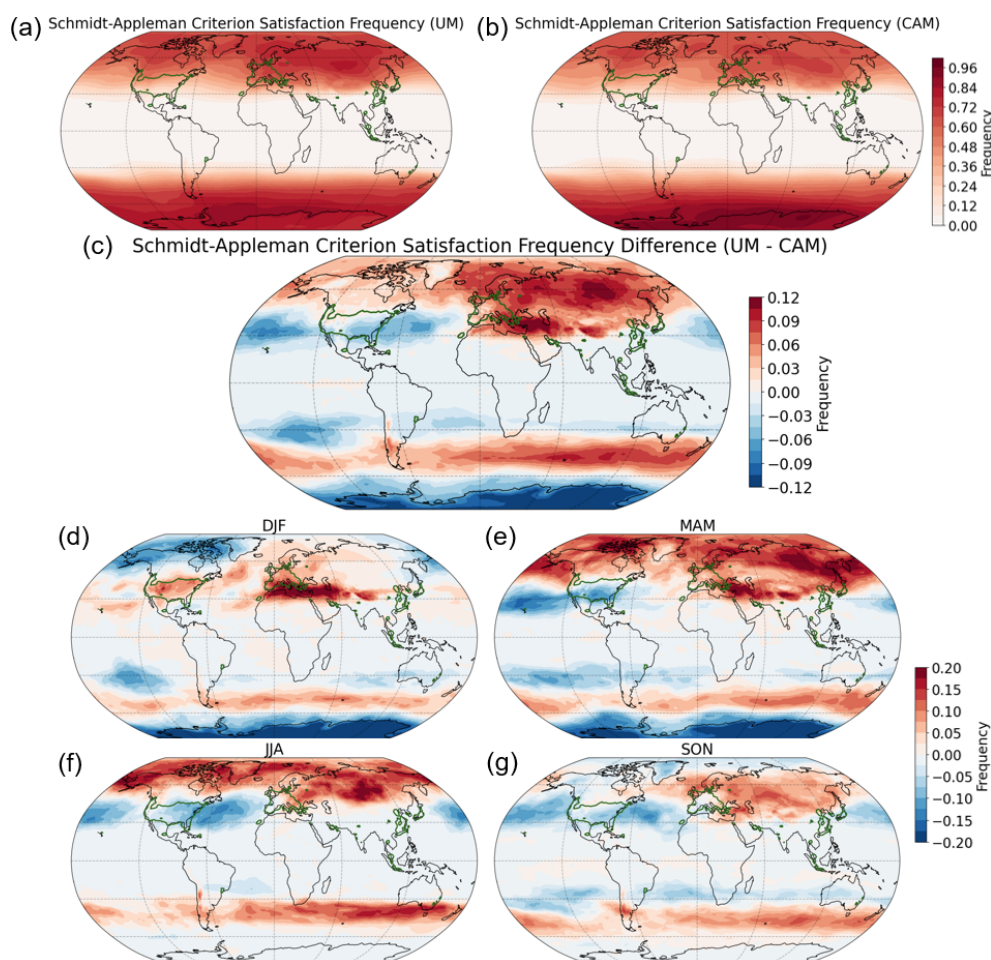 (a) Schmidt-Appleman Criterion Satisfaction Frequency (UM)
(b) Schmidt-Appleman Criterion Satisfaction Frequency (CAM)
0.96
0.84
0.72
0.60
0.48
0.36
0.24
0.12
0.00
Frequency
(c) Schmidt-Appleman Criterion Satisfaction Frequency Difference (UM - CAM)
0.12
0.09
0.06
0.03
0.00
−0.03
−0.06
−0.09
−0.12
Frequency
(d) DJF
(e) MAM
(f) JJA
(g) SON
0.20
0.15
0.10
0.05
0.00
−0.05
−0.10
−0.15
−0.20
Frequency